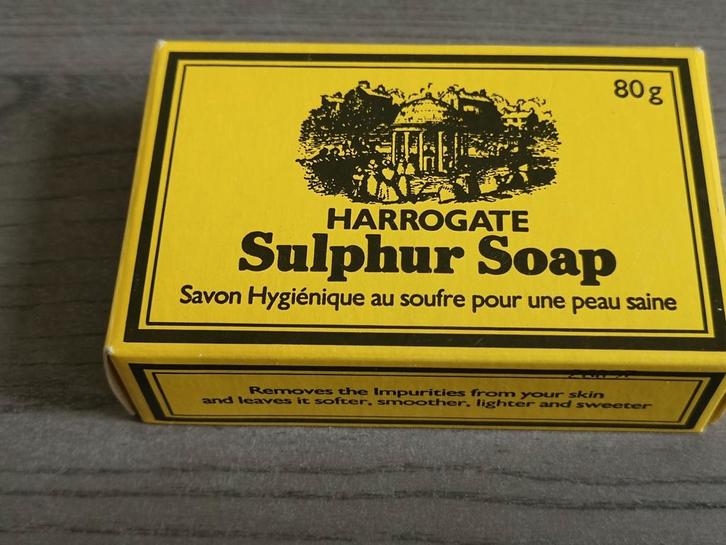 80g
HARROGATE
Sulphur Soap
Savon Hygiénique au soufre pour une peau saine
Removes the Impurities from your skin
and leaves it softer, smoother, lighter and sweeter